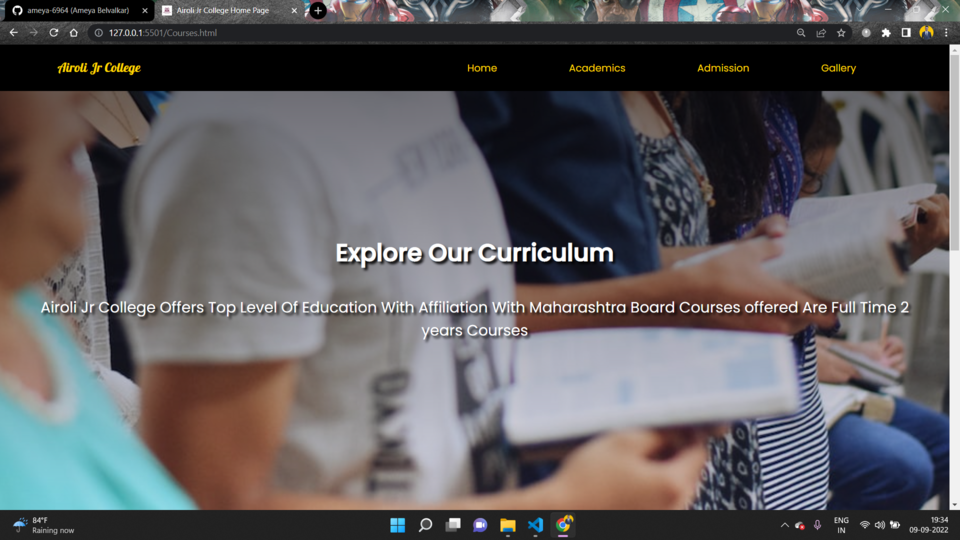 ameya-6964 (Ameya Belvalkar)
Airoli Jr College Home Page
127.0.0.1:5501/Courses.html
Airoli Jr College
Home
Academics
Admission
Gallery
Explore Our Curriculum
Airoli Jr College Offers Top Level Of Education With Affiliation With Maharashtra Board Courses offered Are Full Time 2
years Courses
84°F
Raining now
ENG
IN
19:34
09-09-2022